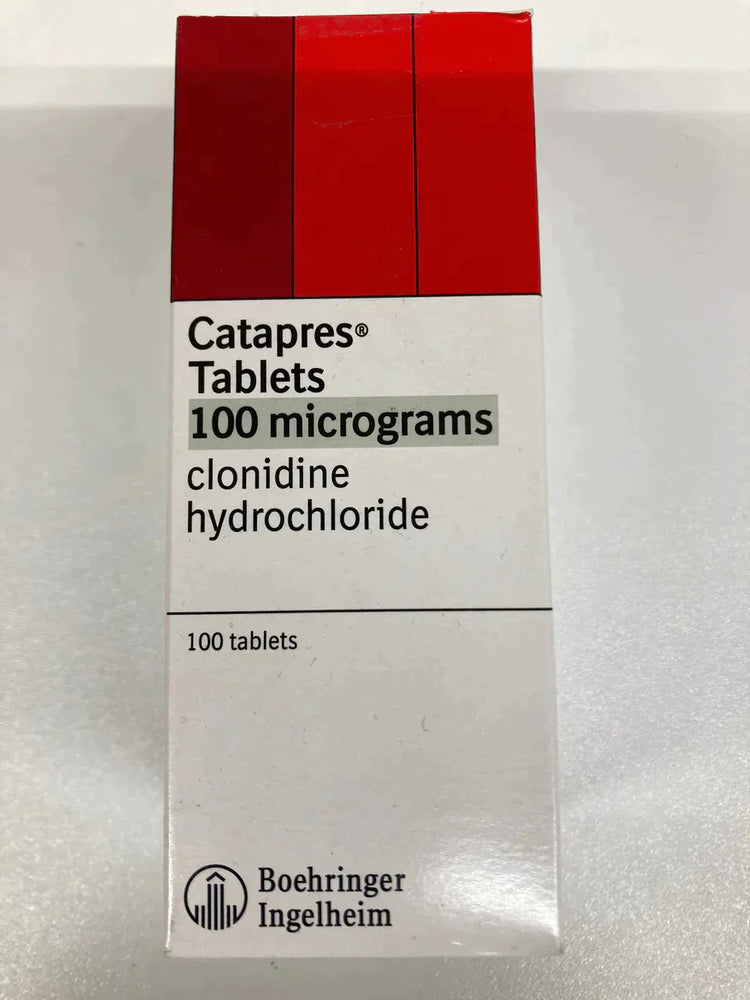 Catapres®
Tablets
100 micrograms
clonidine
hydrochloride
100 tablets
Boehringer
Ingelheim